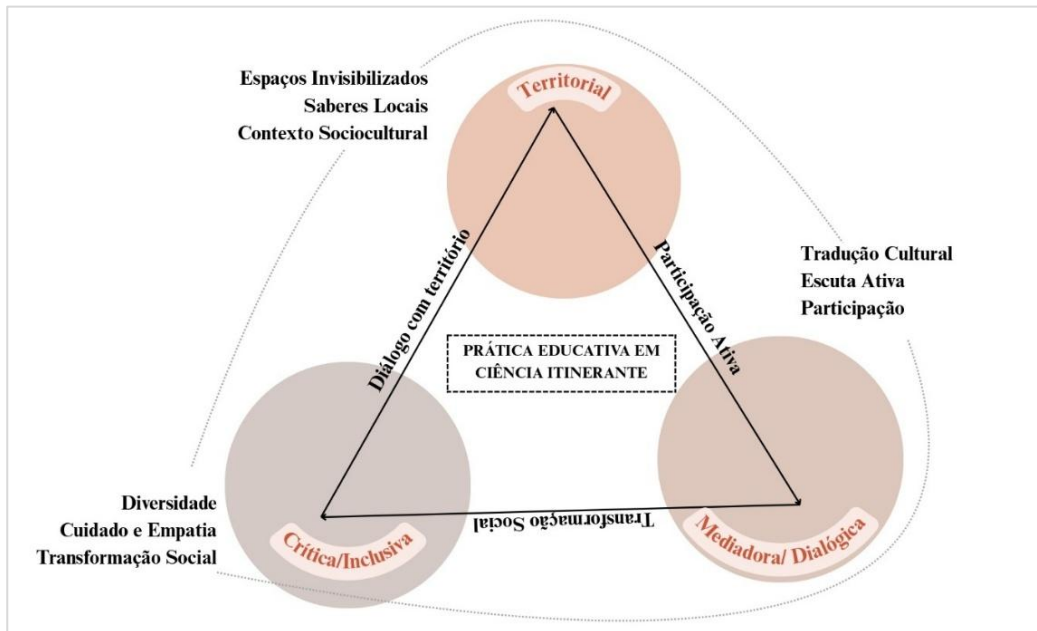 Espaços Invisibilizados
Saberes Locais
Contexto Sociocultural
Territorial
Diálogo com território
Participação Ativa
Tradução Cultural
Escuta Ativa
Participação
PRÁTICA EDUCATIVA EM
CIÊNCIA ITINERANTE
Diversidade
Cuidado e Empatia
Transformação Social
Crítica/Inclusiva
Transformação Social
Mediadora/ Dialógica